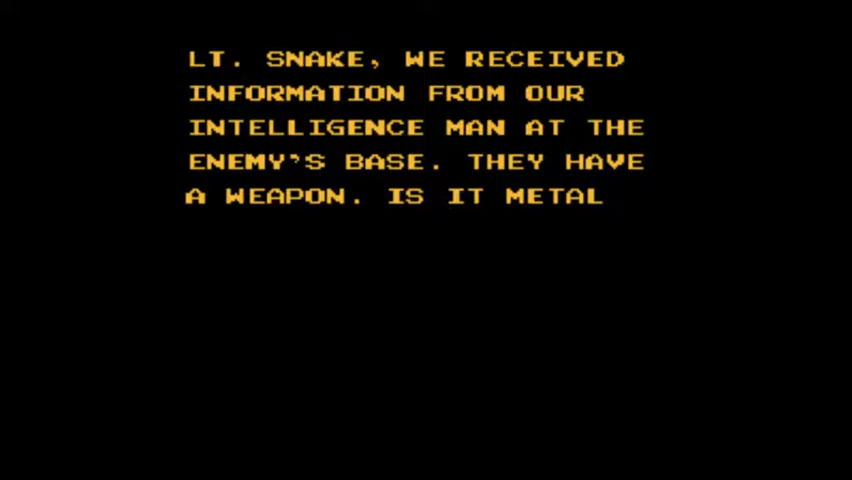 LT. SNAKE, WE RECEIVED
INFORMATION FROM OUR
INTELLIGENCE MAN AT THE
ENEMY'S BASE. THEY HAVE
A WEAPON. IS IT METAL